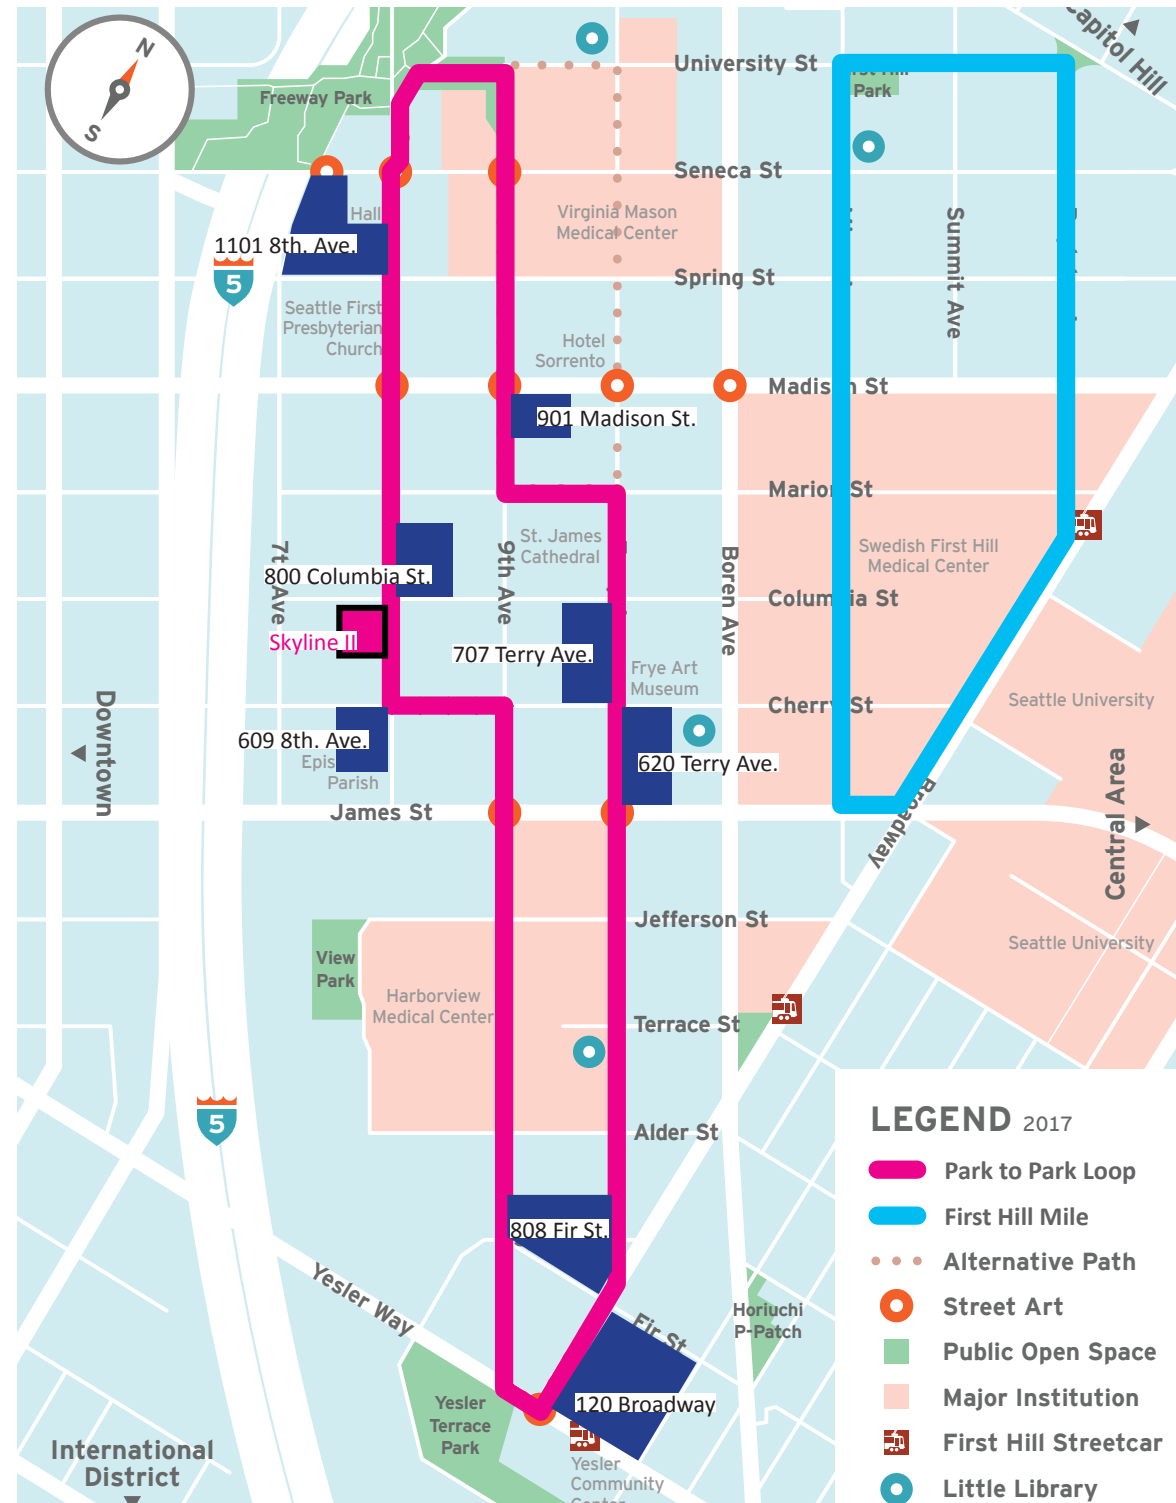 N
S
Capitol Hill
University St
Freeway Park
Park
Seneca St
Hall
Virginia Mason
Medical Center
1101 8th. Ave.
Summit Ave
5
Spring St
Seattle First
Presbyterian
Church
Hotel
Sorrento
Madison St
901 Madison St.
Marion St
7th Ave
9th Ave
St. James
Cathedral
Boren Ave
Swedish First Hill
Medical Center
800 Columbia St.
Columbia St
Skyline II
707 Terry Ave.
Frye Art
Museum
Downtown
Cherry St
Seattle University
609 8th. Ave.
Epis
Parish
620 Terry Ave.
James St
Broadway
Central Area
Jefferson St
Seattle University
View
Park
Harborview
Medical Center
Terrace St
5
Alder St
808 Fir St.
Yesler Way
Fir St
Horiuchi
P-Patch
120 Broadway
Yesler
Terrace
Park
International
District
Yesler
Community
Center
LEGEND 2017
Park to Park Loop
First Hill Mile
Alternative Path
Street Art
Public Open Space
Major Institution
First Hill Streetcar
Little Library